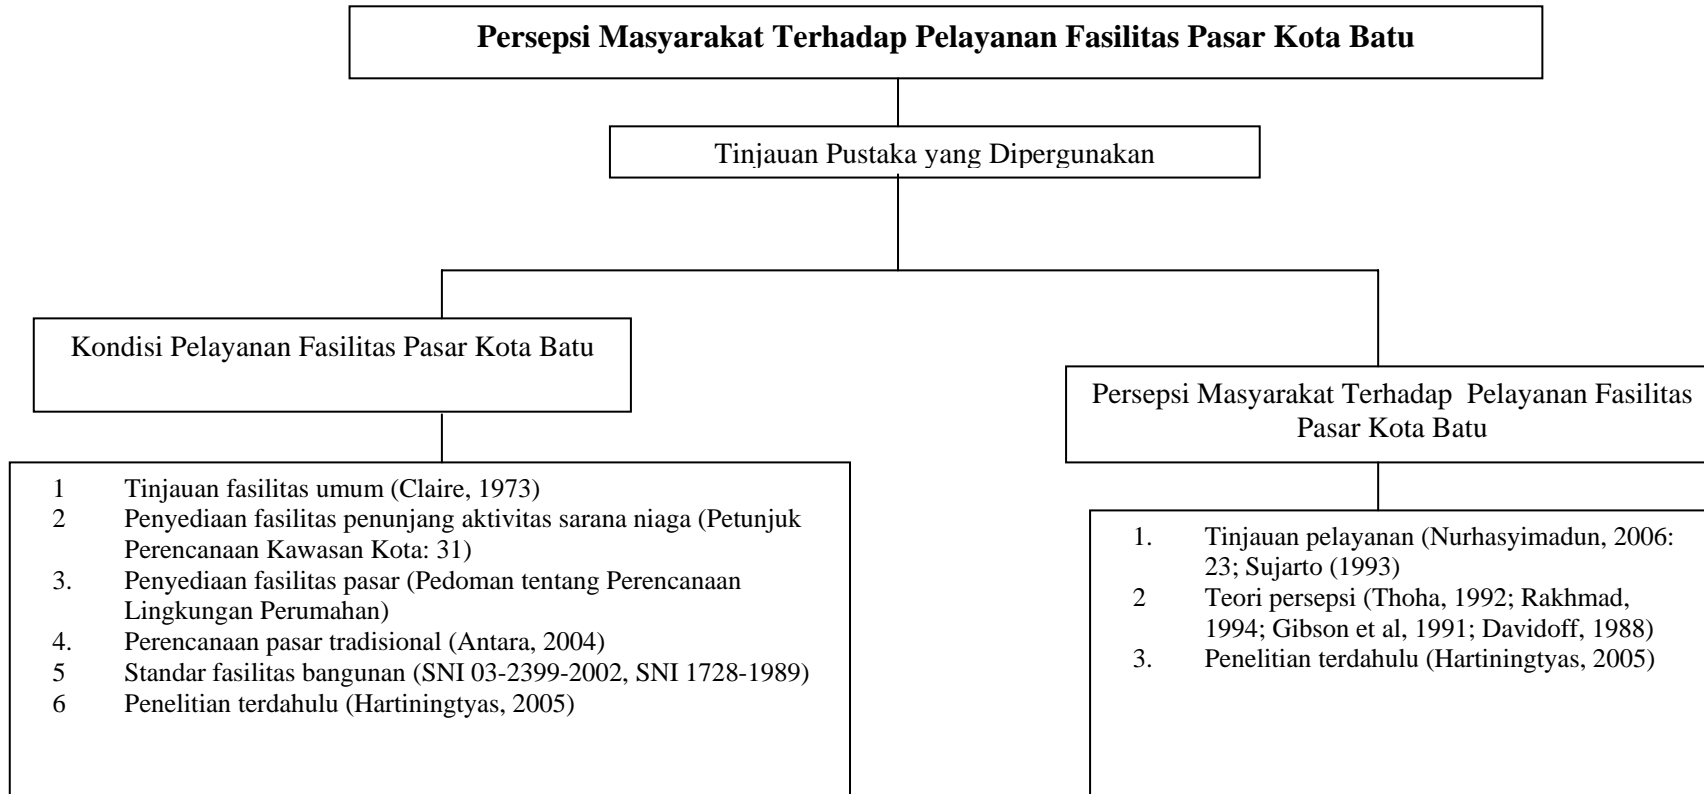 Persepsi Masyarakat Terhadap Pelayanan Fasilitas Pasar Kota Batu
Tinjauan Pustaka yang Dipergunakan
Kondisi Pelayanan Fasilitas Pasar Kota Batu
Persepsi Masyarakat Terhadap Pelayanan Fasilitas
Pasar Kota Batu
1 Tinjauan fasilitas umum (Claire, 1973)
2 Penyediaan fasilitas penunjang aktivitas sarana niaga (Petunjuk
Perencanaan Kawasan Kota: 31)
3. Penyediaan fasilitas pasar (Pedoman tentang Perencanaan
Lingkungan Perumahan)
4. Perencanaan pasar tradisional (Antara, 2004)
5 Standar fasilitas bangunan (SNI 03-2399-2002, SNI 1728-1989)
6 Penelitian terdahulu (Hartiningtyas, 2005)
1. Tinjauan pelayanan (Nurhasyimadun, 2006:
23; Sujarto (1993)
2 Teori persepsi (Thoha, 1992; Rakhmad,
1994; Gibson et al, 1991; Davidoff, 1988)
3. Penelitian terdahulu (Hartiningtyas, 2005)